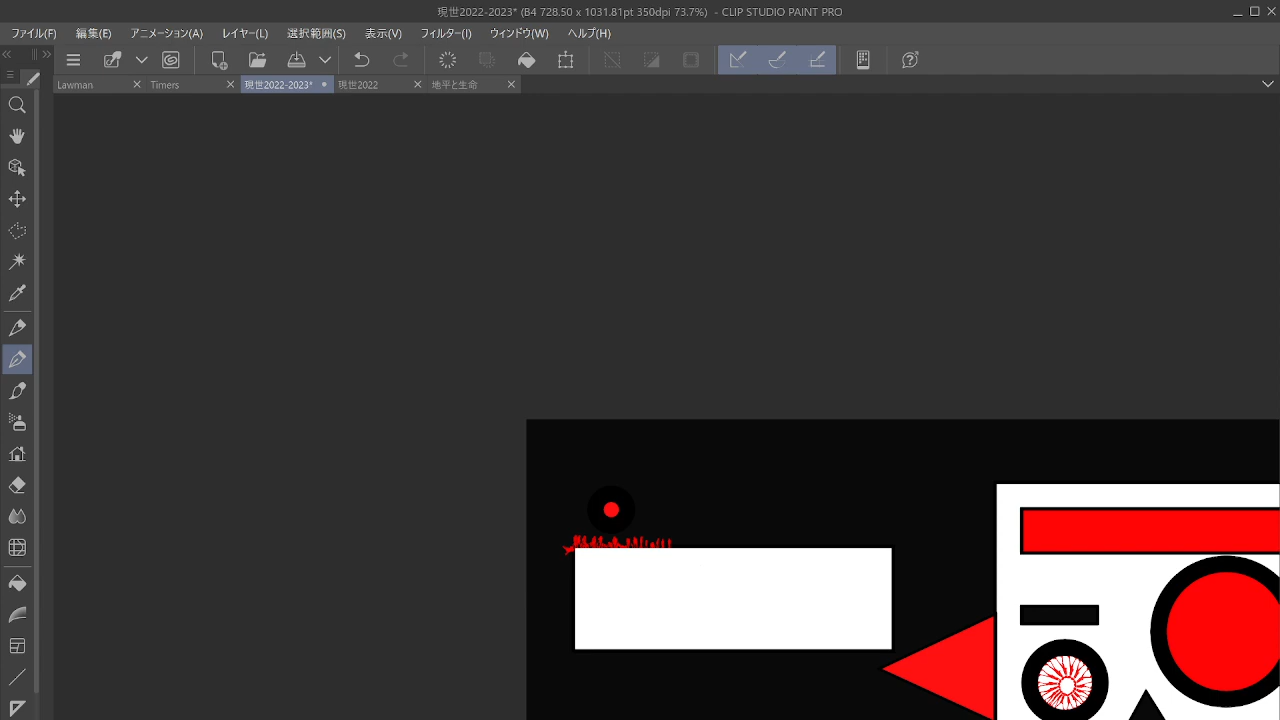 現世2022-2023* (B4 728.50 x 1031.81pt 350dpi 73.7%) - CLIP STUDIO PAINT PRO
ファイル(F) 編集(E) アニメーション(A) レイヤー(L) 選択範囲(S) 表示(V) フィルター(I) ウィンドウ(W) ヘルプ(H)
Lawman Timers 現世2022-2023* 現世2022 地平と生命